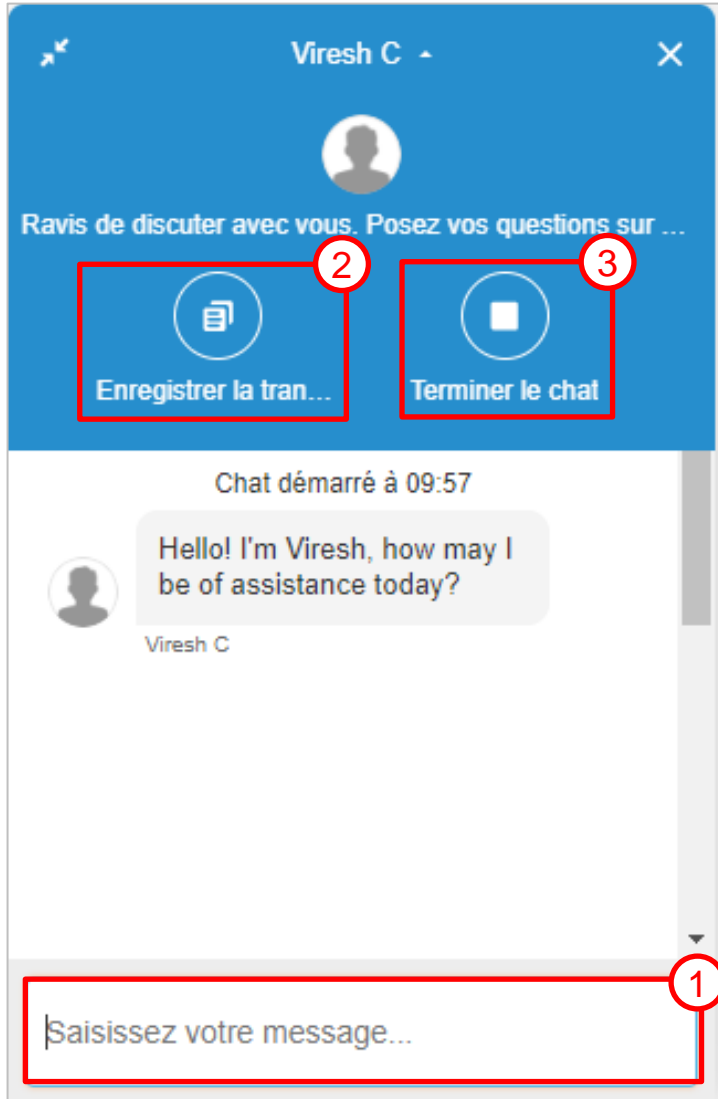 Viresh C
Ravis de discuter avec vous. Posez vos questions sur ...
2
3
Enregistrer la tran...
Terminer le chat
Chat démarré à 09:57
Hello! I'm Viresh, how may I
be of assistance today?
Viresh C
1
Saisissez votre message...